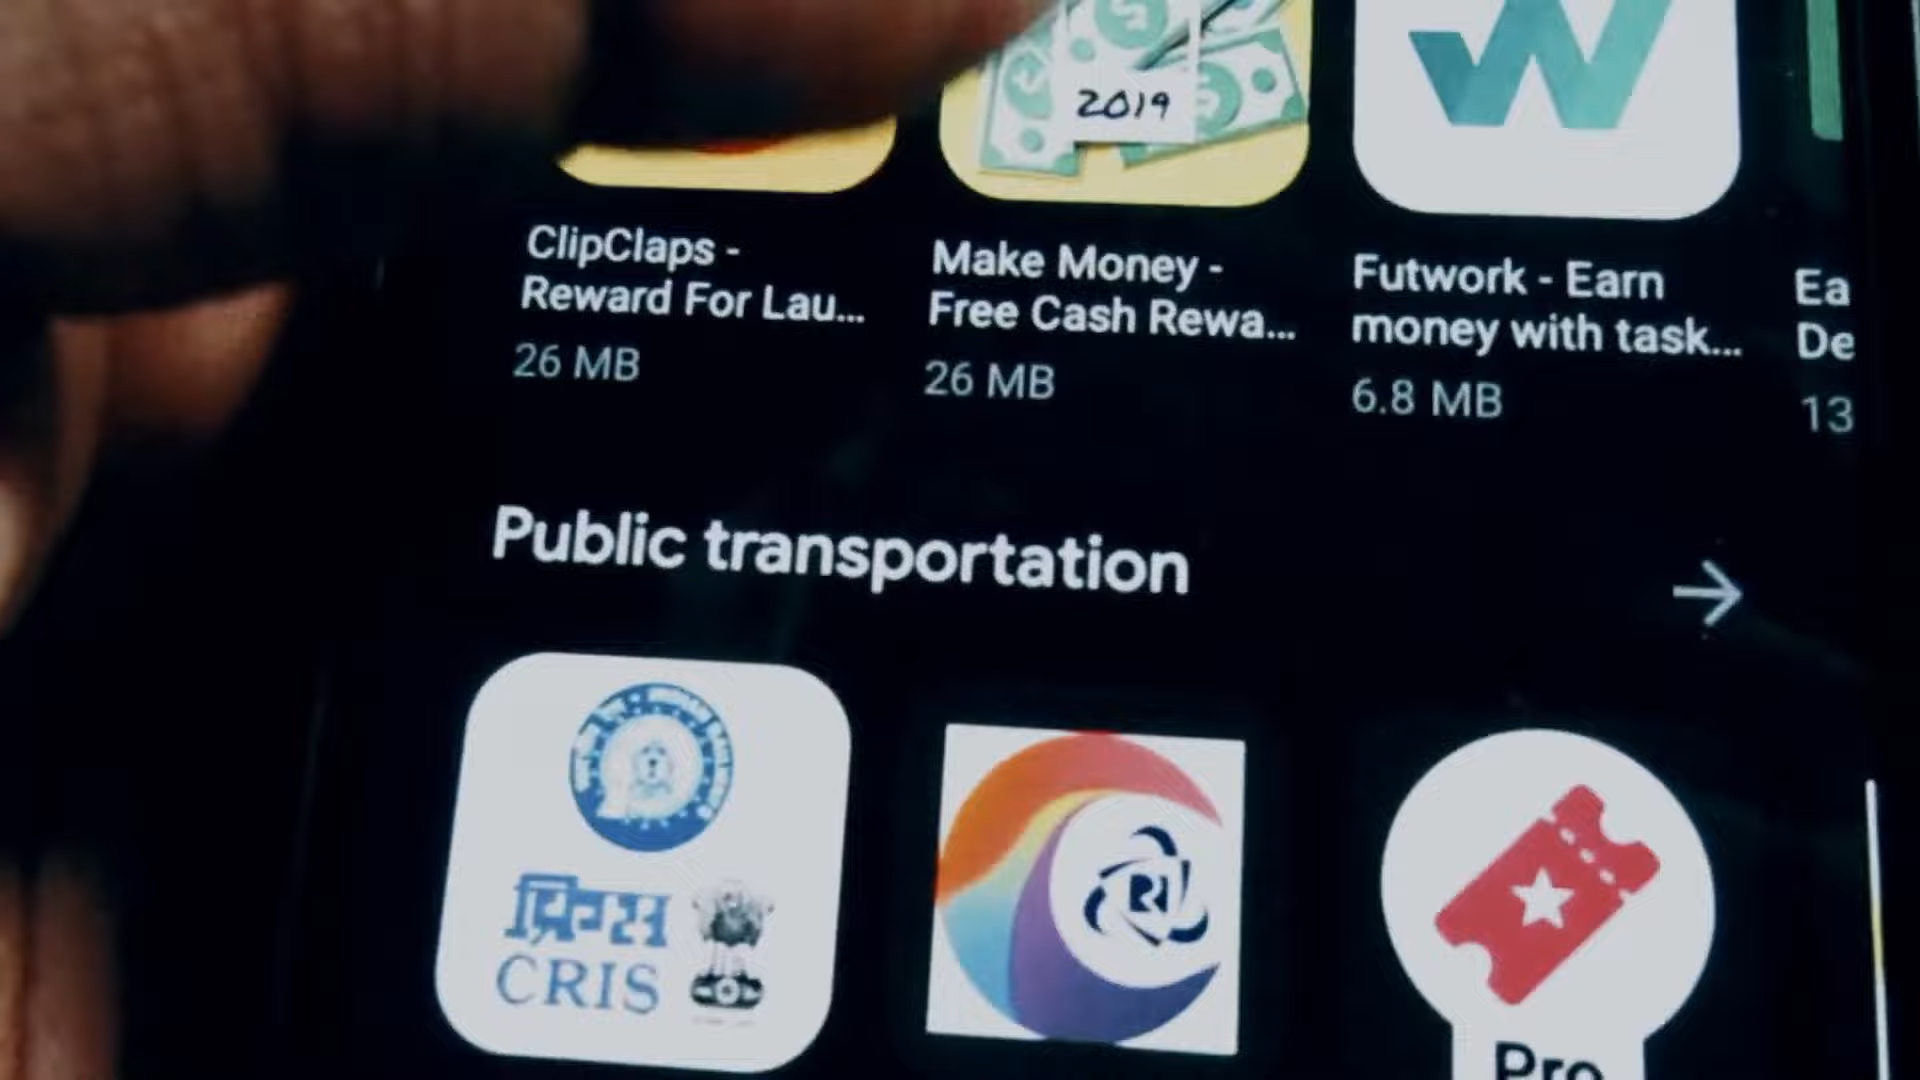 2019
ClipClaps -
Reward For Lau...
26 MB
Make Money -
Free Cash Rewa...
26 MB
Futwork - Earn
money with task...
6.8 MB
Ea
De
13
Public transportation
क्रिस
CRIS
Pro